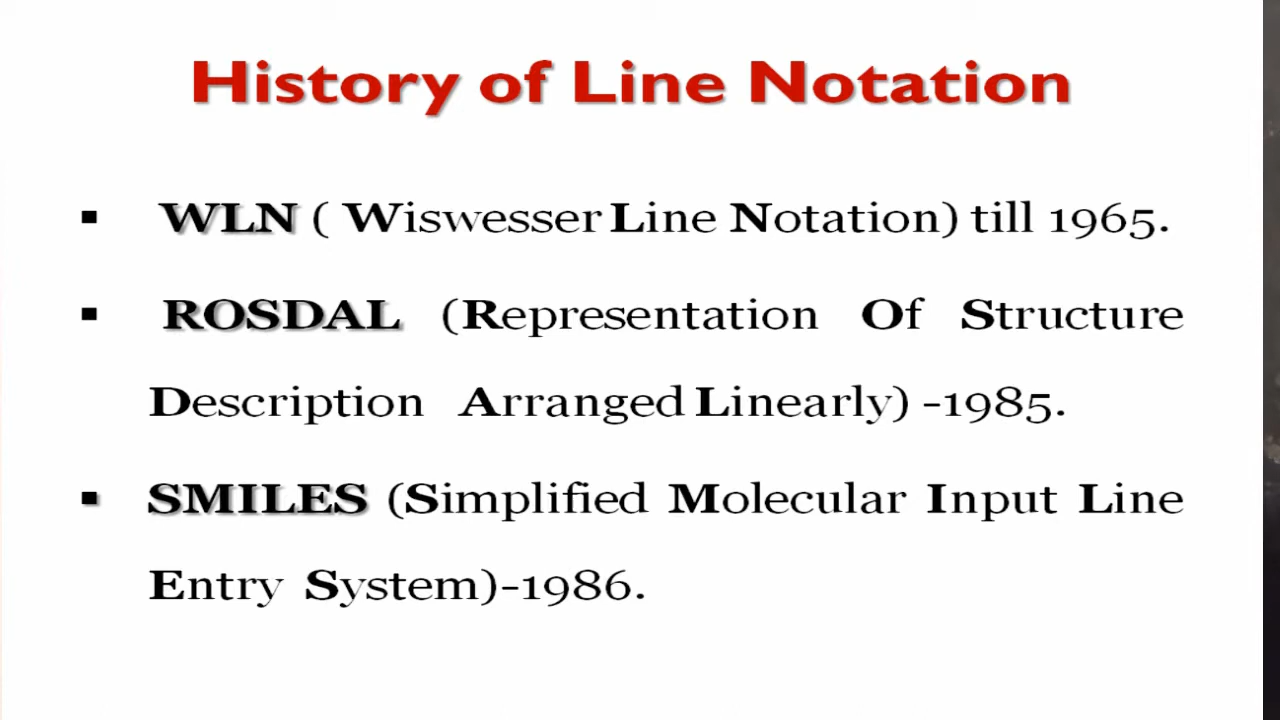 History of Line Notation
▪ WLN ( Wiswesser Line Notation) till 1965.
▪ ROSDAL (Representation Of Structure
Description Arranged Linearly) -1985.
▪ SMILES (Simplified Molecular Input Line
Entry System)-1986.